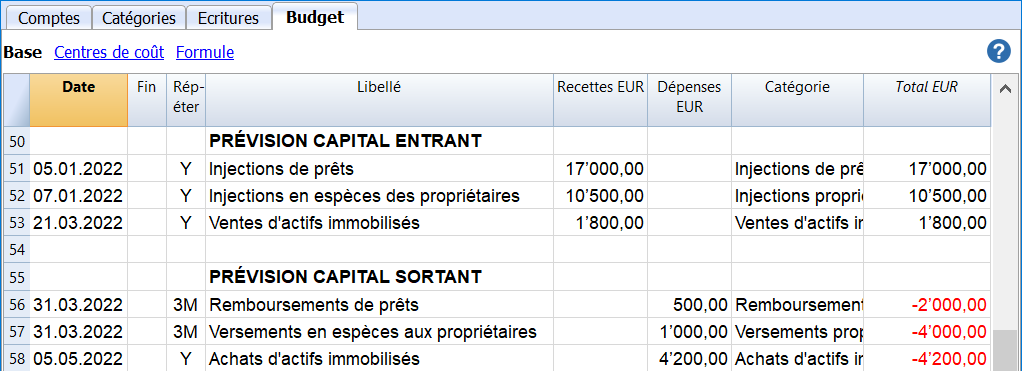 Comptes Catégories Ecritures Budget
Base Centres de coût Formule ?
Date Fin Rép- Libellé Recettes EUR Dépenses Catégorie Total EUR
éter EUR
50 PRÉVISION CAPITAL ENTRANT
51 05.01.2022 Y Injections de prêts 17’000,00 Injections de prê 17’000,00
52 07.01.2022 Y Injections en espèces des propriétaires 10’500,00 Injections proprie 10’500,00
53 21.03.2022 Y Ventes d'actifs immobilisés 1’800,00 Ventes d'actifs ir 1’800,00
54
55 PRÉVISION CAPITAL SORTANT
56 31.03.2022 3M Remboursements de prêts 500,00 Remboursement -2’000,00
57 31.03.2022 3M Versements en espèces aux propriétaires 1’000,00 Versements prop -4’000,00
58 05.05.2022 Y Achats d'actifs immobilisés 4’200,00 Achats d'actifs ir -4’200,00